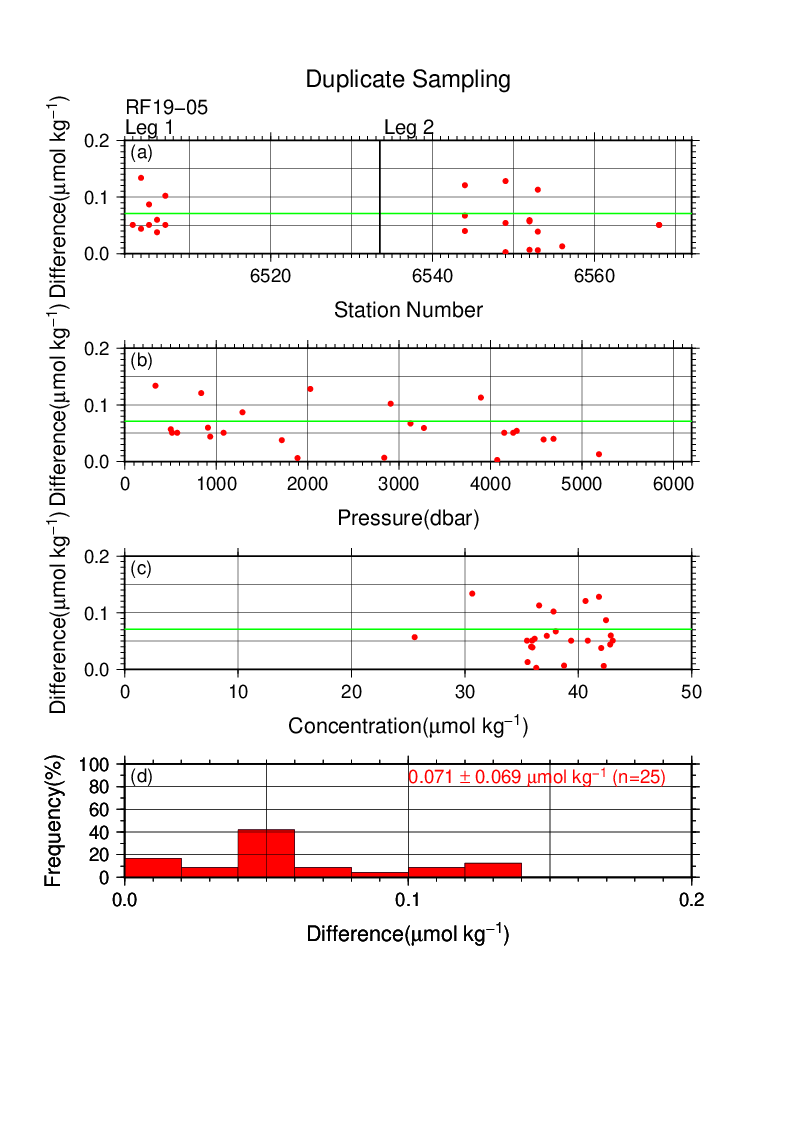 Duplicate Sampling
RF19−05
Leg 1
Leg 2
Difference(μmol kg−1)
0.2
0.1
0.0
(a)
6520
6540
6560
Station Number
Difference(μmol kg−1)
0.2
0.1
0.0
(b)
0
1000
2000
3000
4000
5000
6000
Pressure(dbar)
Difference(μmol kg−1)
0.2
0.1
0.0
(c)
0
10
20
30
40
50
Concentration(μmol kg−1)
Frequency(%)
100
80
60
40
20
0
(d)
0.071 ± 0.069 μmol kg−1 (n=25)
0.0
0.1
0.2
Difference(μmol kg−1)